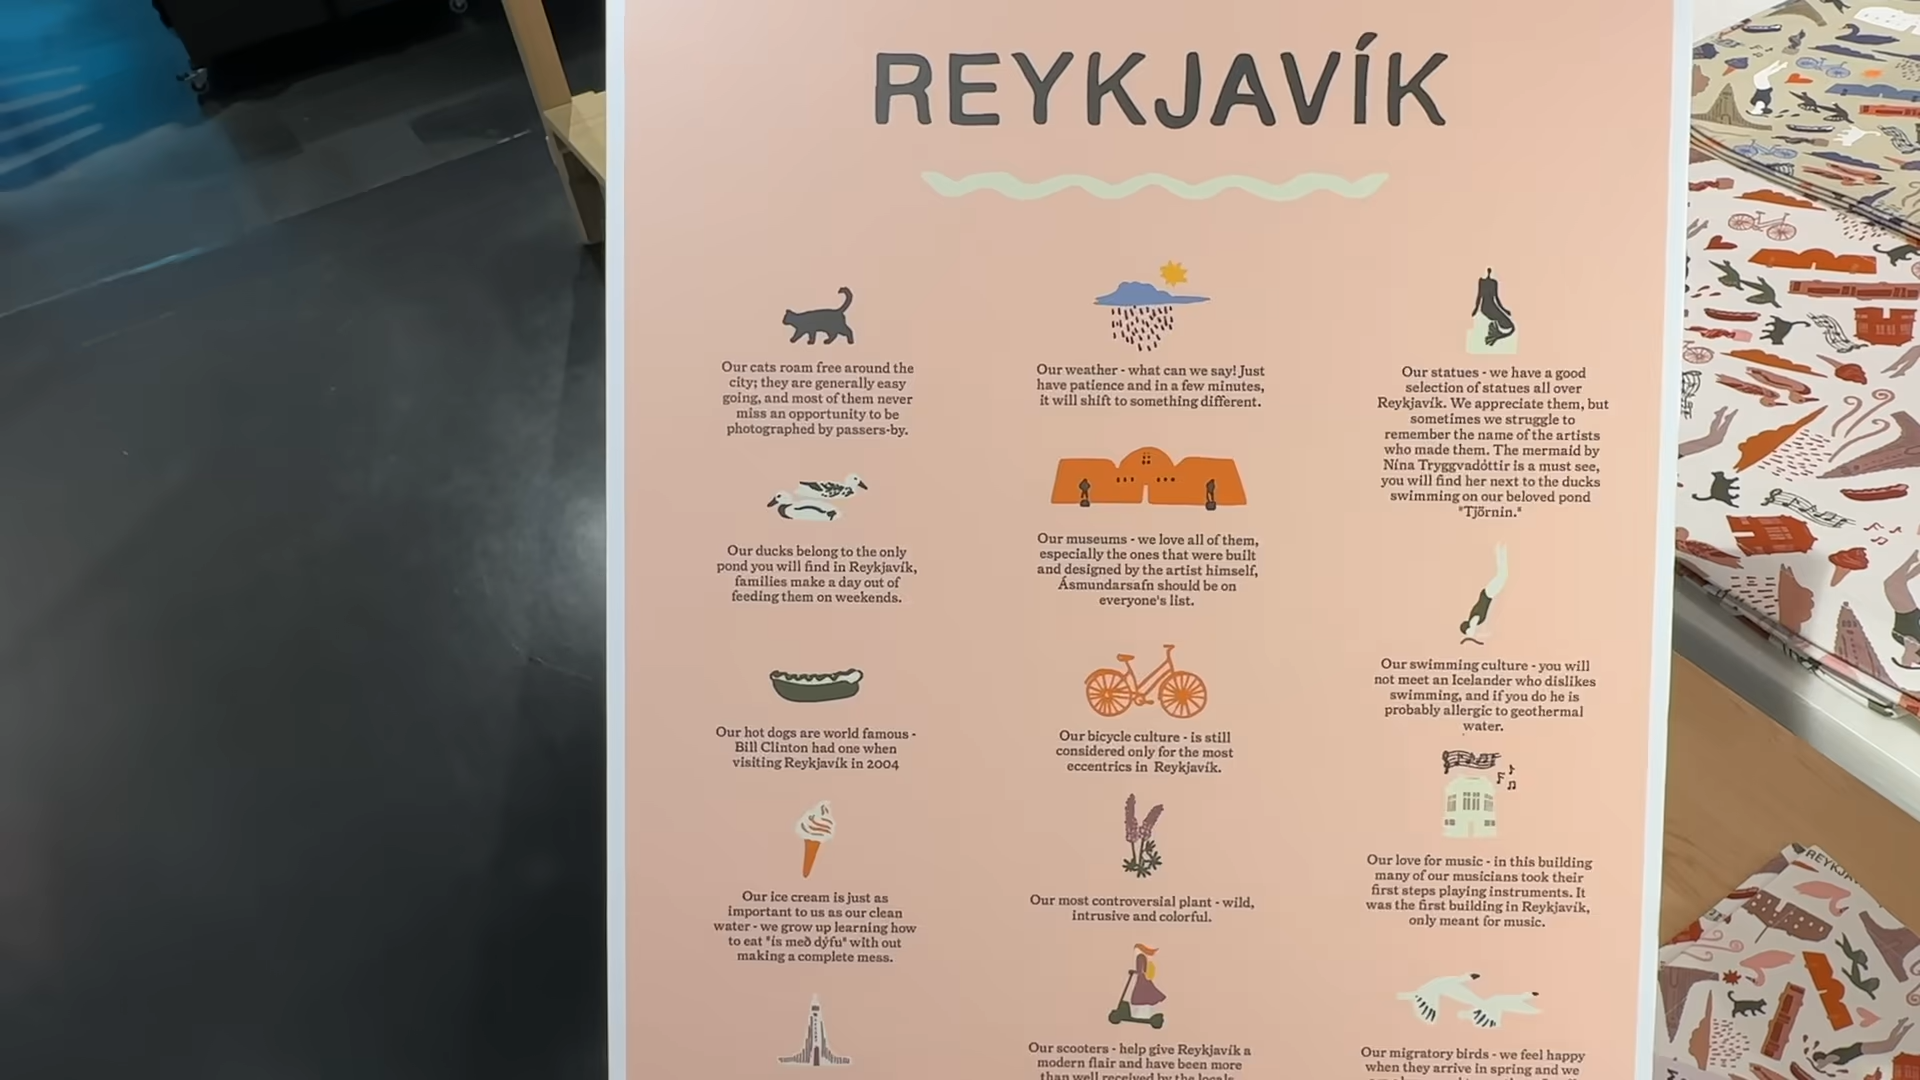 REYKJAVÍK
Our cats roam free around the
city; they are generally easy
going, and most of them never
miss an opportunity to be
photographed by passers-by.
Our ducks belong to the only
pond you will find in Reykjavík,
families make a day out of
feeding them on weekends.
Our hot dogs are world famous -
Bill Clinton had one when
visiting Reykjavík in 2004
Our ice cream is just as
important to us as our clean
water - we grow up learning how
to eat "ís með dýfu" with out
making a complete mess.
Our weather - what can we say! Just
have patience and in a few minutes,
it will shift to something different.
Our museums - we love all of them,
especially the ones that were built
and designed by the artist himself,
Ásmundarsafn should be on
everyone's list.
Our bicycle culture - is still
considered only for the most
eccentrics in Reykjavík.
Our most controversial plant - wild,
intrusive and colorful.
Our scooters - help give Reykjavík a
modern flair and have been more
than well received by the locals
Our statues - we have a good
selection of statues all over
Reykjavík. We appreciate them, but
sometimes we struggle to
remember the name of the artists
who made them. The mermaid by
Nína Tryggvadóttir is a must see,
you will find her next to the ducks
swimming on our beloved pond
"Tjörnin."
Our swimming culture - you will
not meet an Icelander who dislikes
swimming, and if you do he is
probably allergic to geothermal
water.
Our love for music - in this building
many of our musicians took their
first steps playing instruments. It
was the first building in Reykjavík,
only meant for music.
Our migratory birds - we feel happy
when they arrive in spring and we